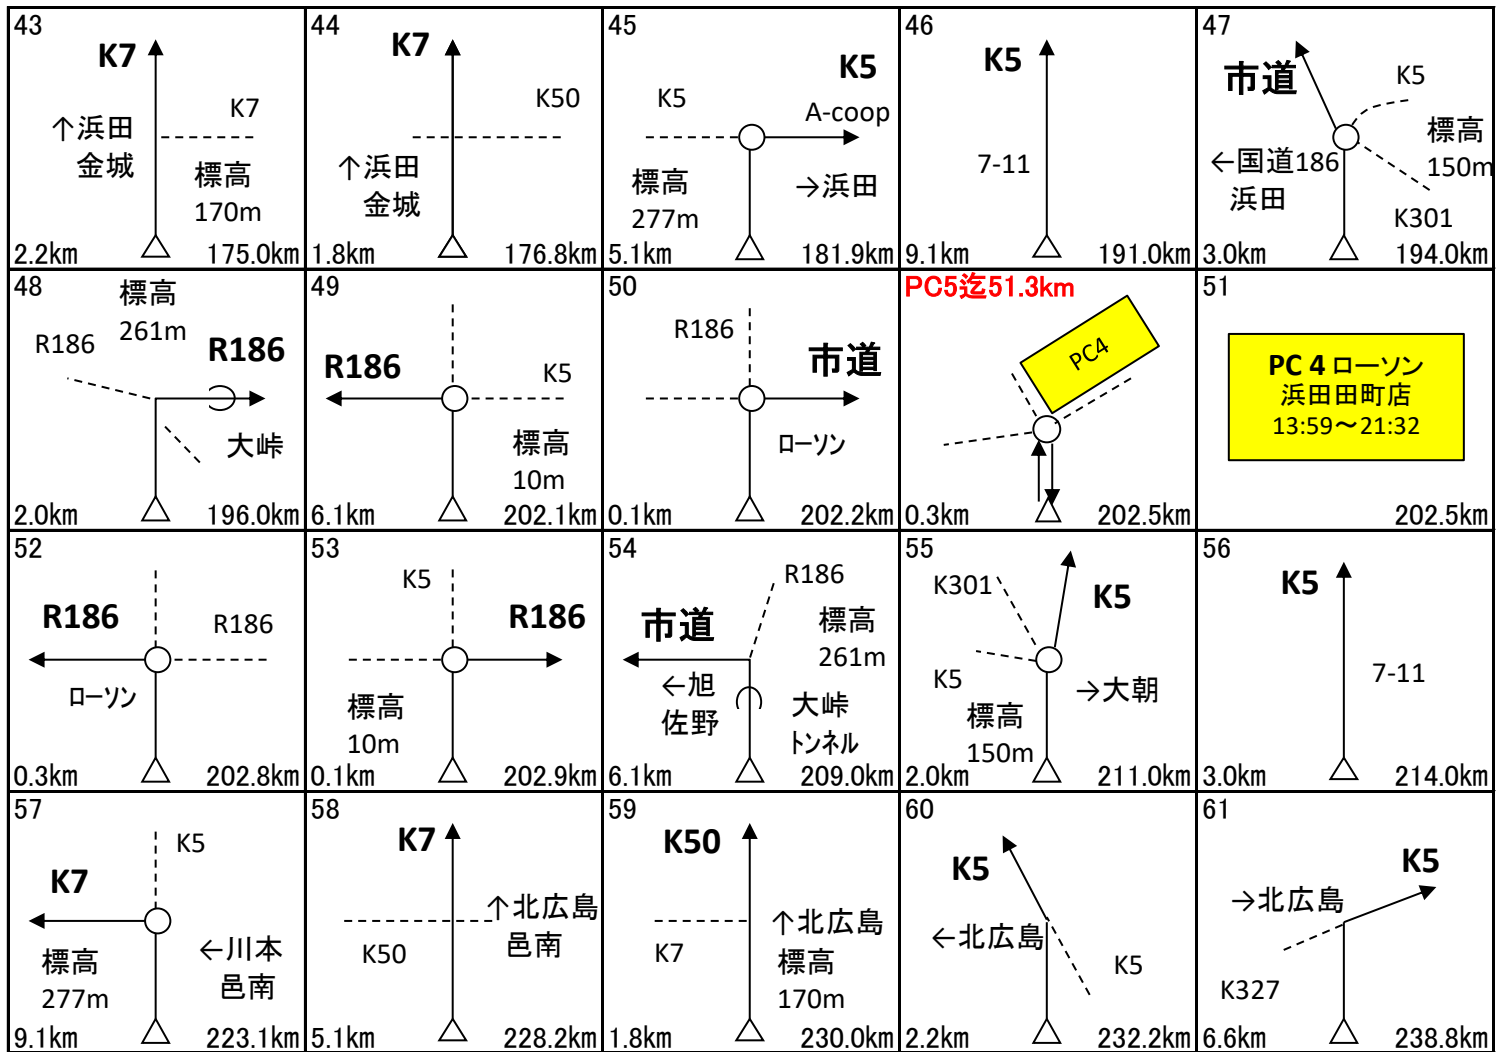 43
K7
K7
↑浜田
金城
標高
170m
2.2km
175.0km
44
K7
K50
↑浜田
金城
1.8km
176.8km
45
K5
K5
A-coop
標高
277m
→浜田
5.1km
181.9km
46
K5
7-11
9.1km
191.0km
47
市道
K5
標高
150m
←国道186
浜田
K301
3.0km
194.0km
48
標高
261m
R186
R186
大峠
2.0km
196.0km
49
R186
K5
標高
10m
6.1km
202.1km
50
R186
市道
ローソン
0.1km
202.2km
PC5迄51.3km
PC4
0.3km
202.5km
51
PC 4 ローソン
浜田田町店
13:59～21:32
202.5km
52
R186
R186
ローソン
0.3km
202.8km
53
K5
R186
標高
10m
0.1km
202.9km
54
R186
市道
標高
261m
←旭
佐野
大峠
トンネル
6.1km
209.0km
55
K301
K5
K5
→大朝
標高
150m
2.0km
211.0km
56
K5
7-11
3.0km
214.0km
57
K5
K7
標高
277m
←川本
邑南
9.1km
223.1km
58
K7
↑北広島
邑南
K50
5.1km
228.2km
59
K50
K7
↑北広島
標高
170m
1.8km
230.0km
60
K5
←北広島
K5
2.2km
232.2km
61
K5
→北広島
K327
6.6km
238.8km